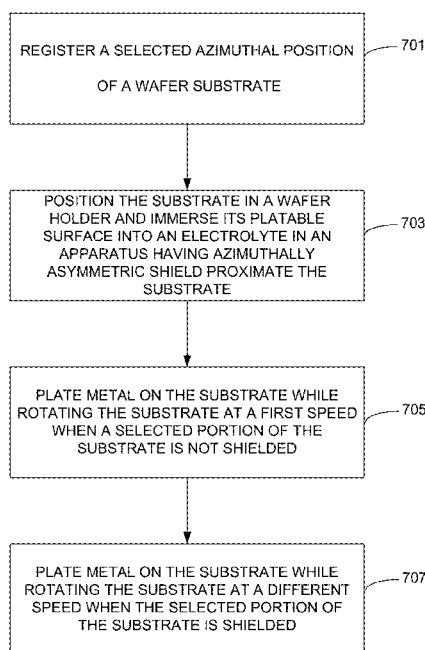 REGISTER A SELECTED AZIMUTHAL POSITION
OF A WAFER SUBSTRATE
701
POSITION THE SUBSTRATE IN A WAFER
HOLDER AND IMMERSE ITS PLATABLE
SURFACE INTO AN ELECTROLYTE IN AN
APPARATUS HAVING AZIMUTHALLY
ASYMMETRIC SHIELD PROXIMATE THE
SUBSTRATE
703
PLATE METAL ON THE SUBSTRATE WHILE
ROTATING THE SUBSTRATE AT A FIRST SPEED
WHEN A SELECTED PORTION OF THE
SUBSTRATE IS NOT SHIELDED
705
PLATE METAL ON THE SUBSTRATE WHILE
ROTATING THE SUBSTRATE AT A DIFFERENT
SPEED WHEN THE SELECTED PORTION OF
THE SUBSTRATE IS SHIELDED
707